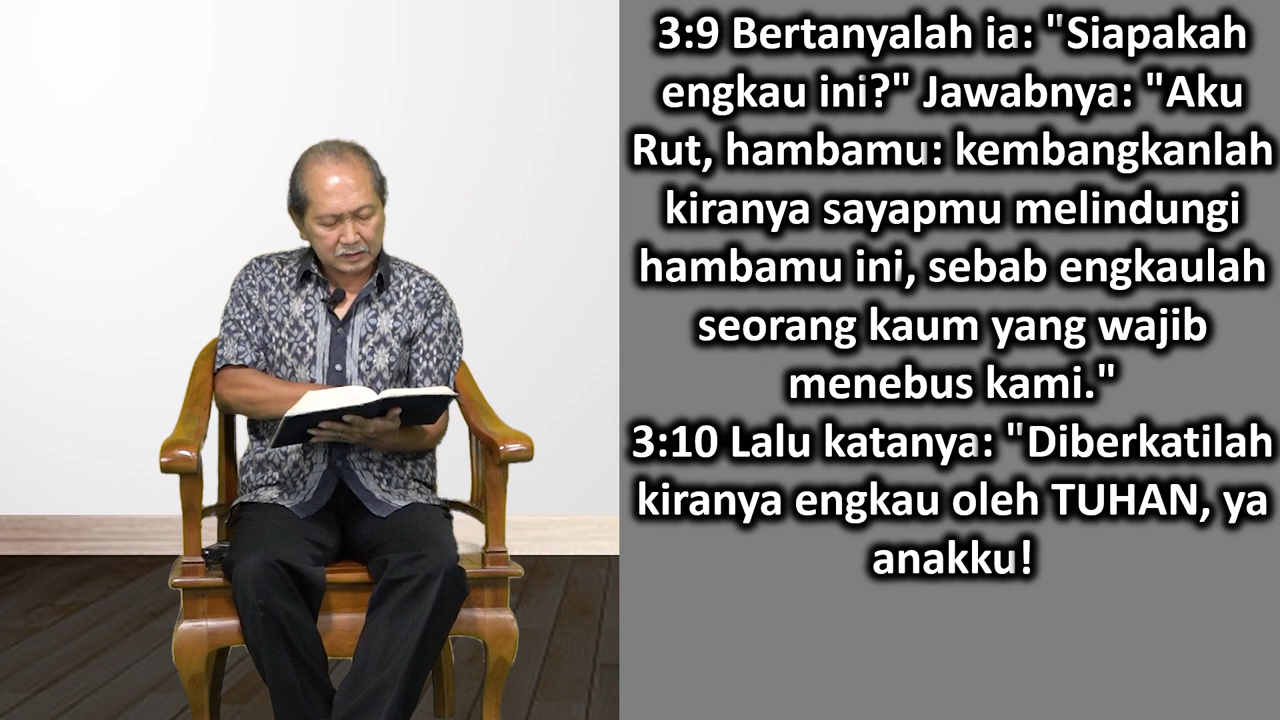 3:9 Bertanyalah ia: "Siapakah
engkau ini?" Jawabnya: "Aku
Rut, hambamu: kembangkanlah
kiranya sayapmu melindungi
hambamu ini, sebab engkaulah
seorang kaum yang wajib
menebus kami."
3:10 Lalu katanya: "Diberkatilah
kiranya engkau oleh TUHAN, ya
anakku!